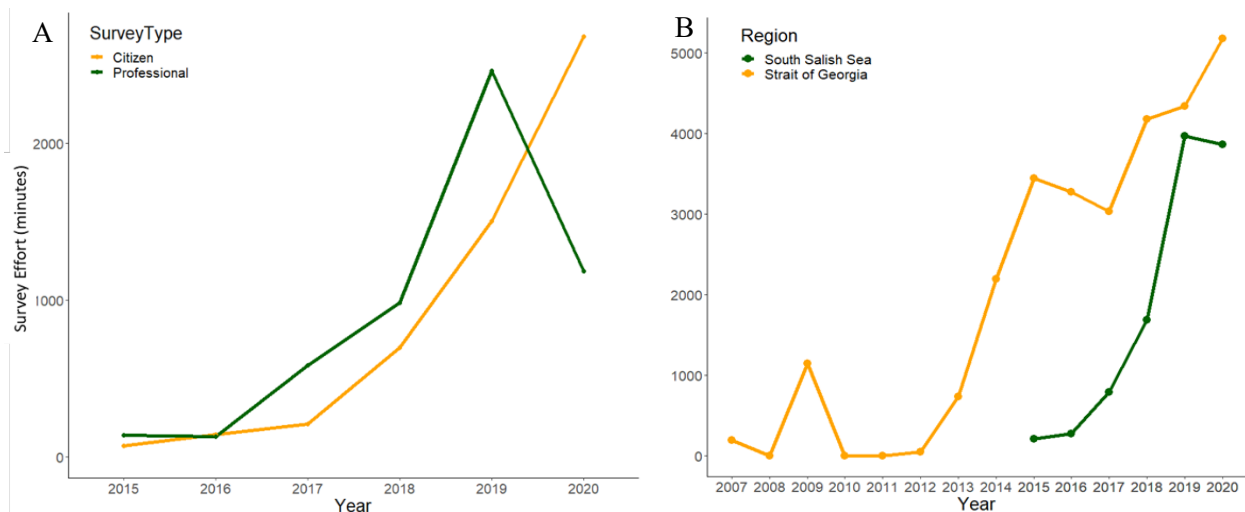 A
SurveyType
Citizen
Professional
Survey Effort (minutes)
2000
1000
0
2015 2016 2017 2018 2019 2020
Year
B
Region
South Salish Sea
Strait of Georgia
5000
4000
3000
2000
1000
0
2007 2008 2009 2010 2011 2012 2013 2014 2015 2016 2017 2018 2019 2020
Year